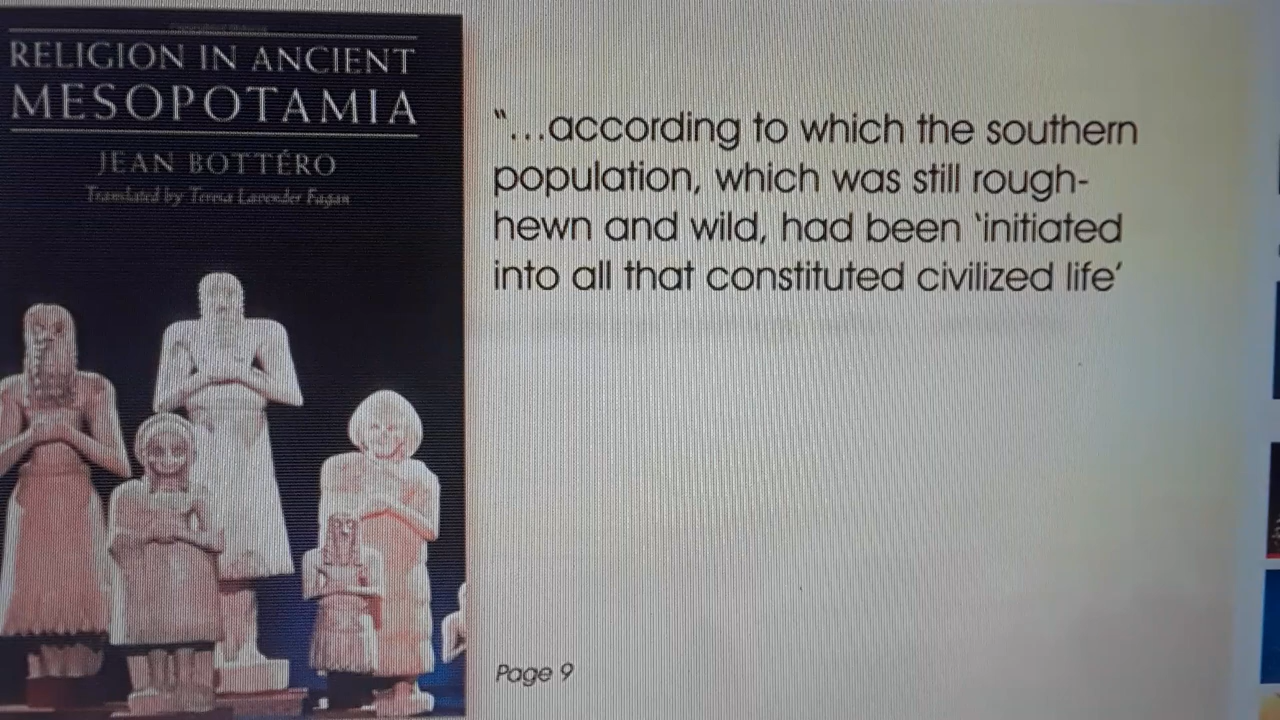 RELIGION IN ANCIENT
MESOPOTAMIA
JEAN BOTTÉRO
Translated by Teresa Lavender Fagan
“...according to which the southern
population, which was still rough-
hewn and wild, had been ‘initiated
into all that constituted civilized life’
Page 9